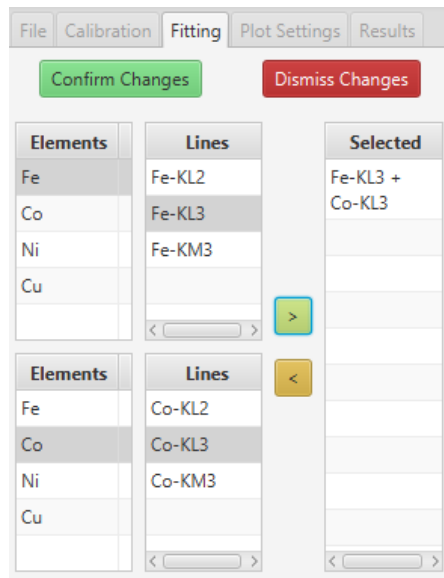 File Calibration Fitting Plot Settings Results
Confirm Changes Dismiss Changes
Elements Lines Selected
Fe Fe-KL2 Fe-KL3 +
Co-KL3
Co Fe-KL3
Ni Fe-KM3
Cu
>
<
Elements Lines
Fe Co-KL2
Co Co-KL3
Ni Co-KM3
Cu